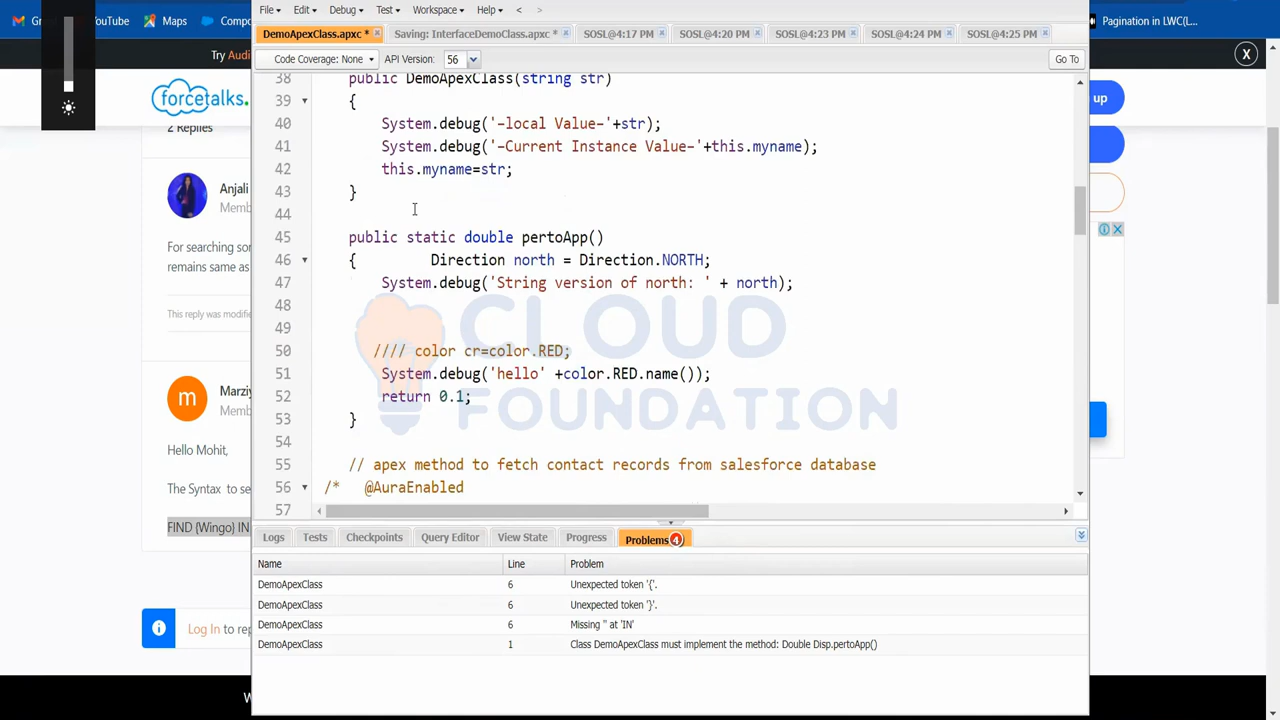 File Edit Debug Test Workspace Help < >
YouTube Maps Compo
Pagination in LWC(L...
DemoApexClass.apxc * Saving: InterfaceDemoClass.apxc * SOSL@4:17 PM SOSL@4:20 PM SOSL@4:23 PM SOSL@4:24 PM SOSL@4:25 PM
Try Audi
X
Code Coverage: None API Version: 56 Go To
forcetalks.
up
2 Replies
Anjali
Memb
For searching son
remains same as
This reply was modifie
Marziy
Memb
Hello Mohit,
The Syntax to se
FIND {Wingo} IN
Log In to rep
38 public DemoApexClass(string str)
39 {
40 System.debug('-local Value-'+str);
41 System.debug('-Current Instance Value-'+this.myname);
42 this.myname=str;
43 }
44
45 public static double pertoApp()
46 { Direction north = Direction.NORTH;
47 System.debug('String version of north: ' + north);
48
49
50 //// color cr=color.RED;
51 System.debug('hello' +color.RED.name());
52 return 0.1;
53 }
54
55 // apex method to fetch contact records from salesforce database
56 /* @AuraEnabled
57
CLOUD
FOUNDATION
Logs Tests Checkpoints Query Editor View State Progress Problems 4
Name Line Problem
DemoApexClass 6 Unexpected token '{'.
DemoApexClass 6 Unexpected token '}'.
DemoApexClass 6 Missing '' at 'IN'
DemoApexClass 1 Class DemoApexClass must implement the method: Double Disp.pertoApp()
W